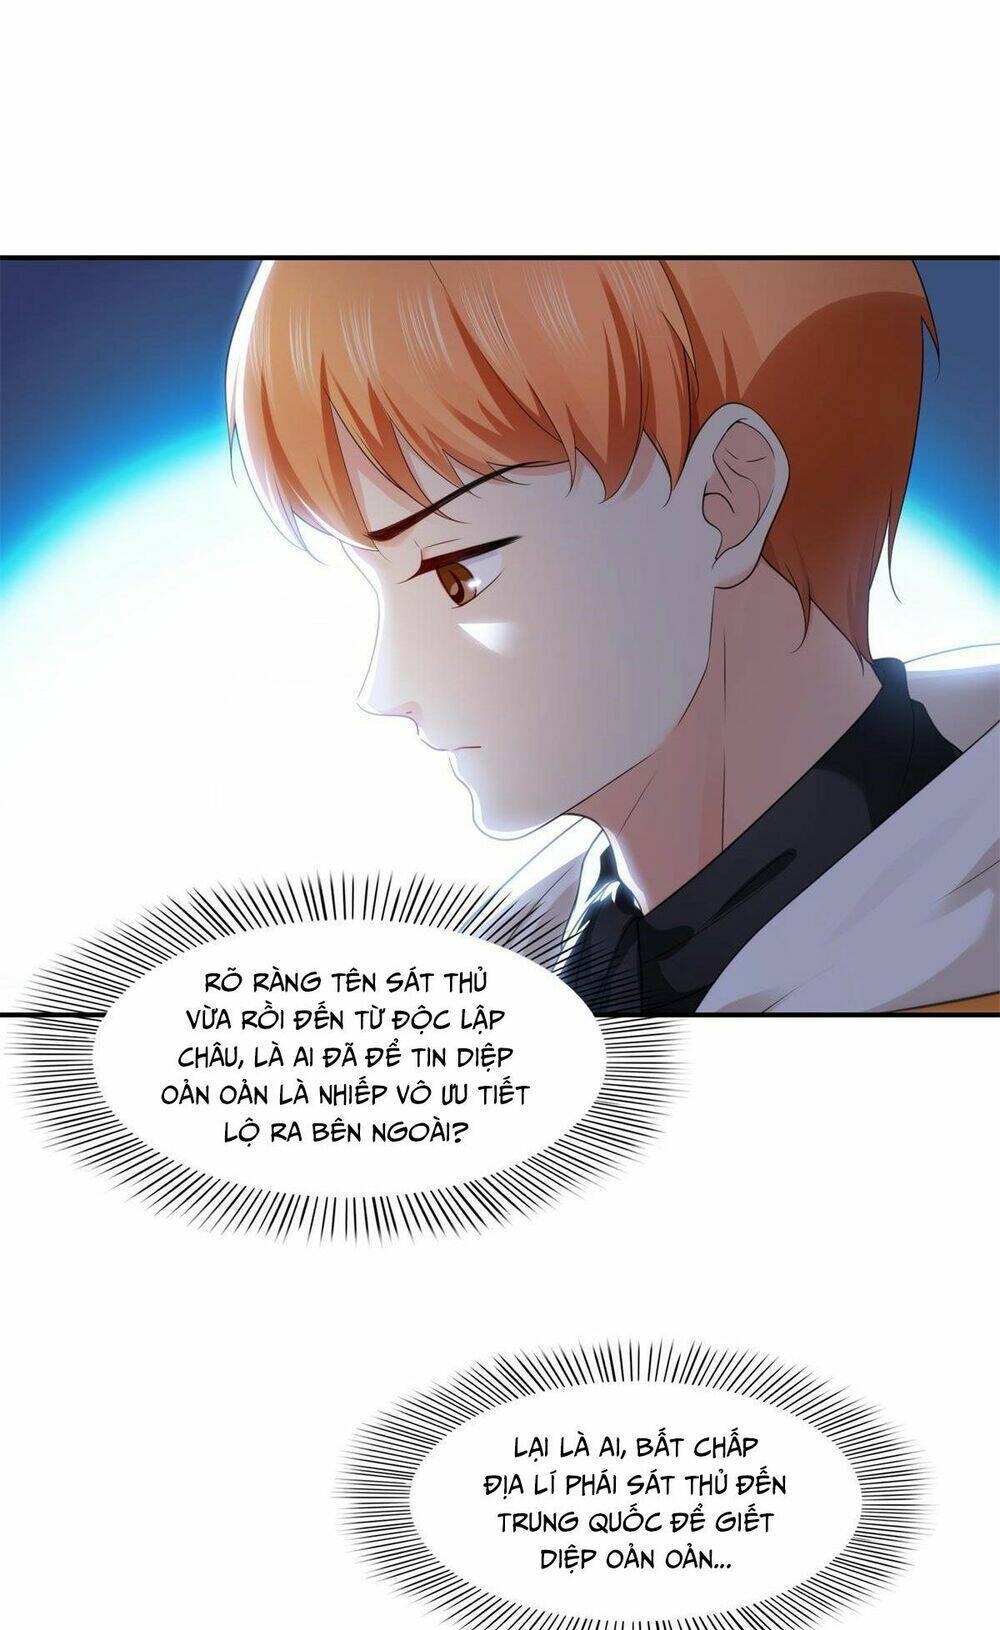 RÕ RÀNG TÊN SÁT THỦ
VỪA RỒI ĐẾN TỪ ĐỘC LẬP
CHÂU, LÀ AI ĐÃ ĐỂ TIN DIỆP
OẢN OẢN LÀ NHIẾP VÔ ƯU TIẾT
LỘ RA BÊN NGOÀI?
LẠI LÀ AI, BẤT CHẤP
ĐỊA LÍ PHÁI SÁT THỦ ĐẾN
TRUNG QUỐC ĐỂ GIẾT
DIỆP OẢN OẢN...